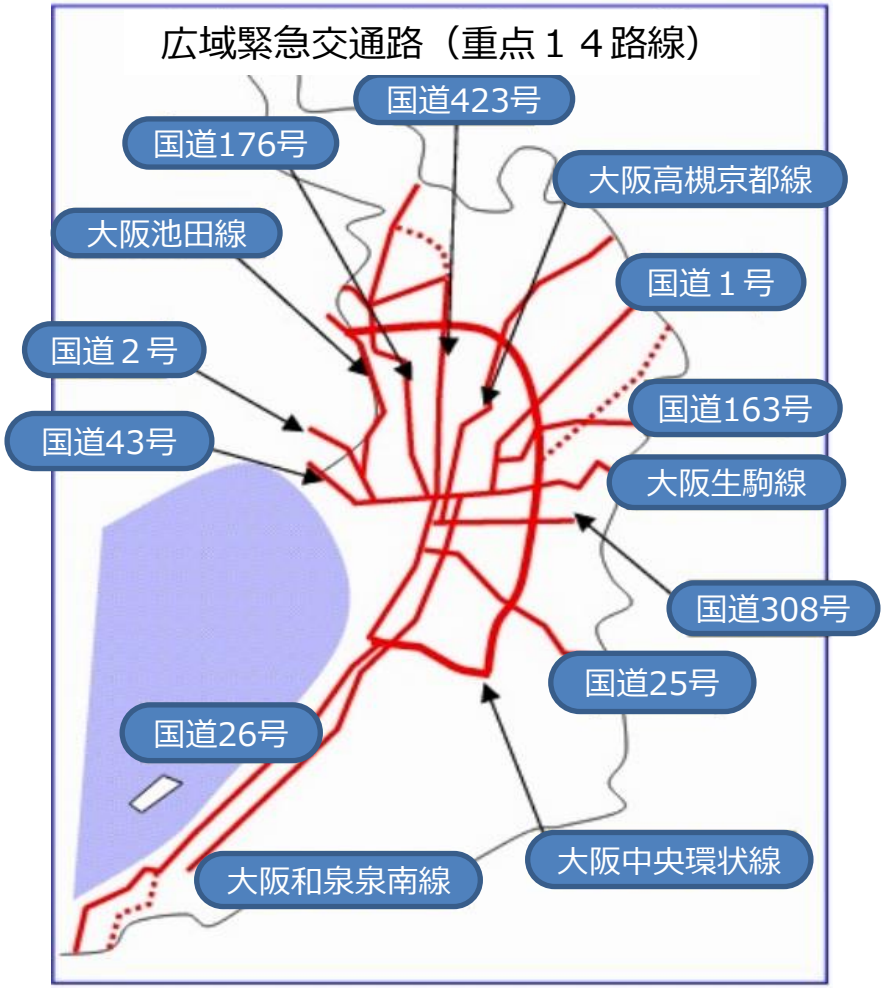 広域緊急交通路（重点１４路線）
国道423号
国道176号
大阪高槻京都線
大阪池田線
国道１号
国道２号
国道163号
国道43号
大阪生駒線
国道308号
国道25号
国道26号
大阪中央環状線
大阪和泉泉南線